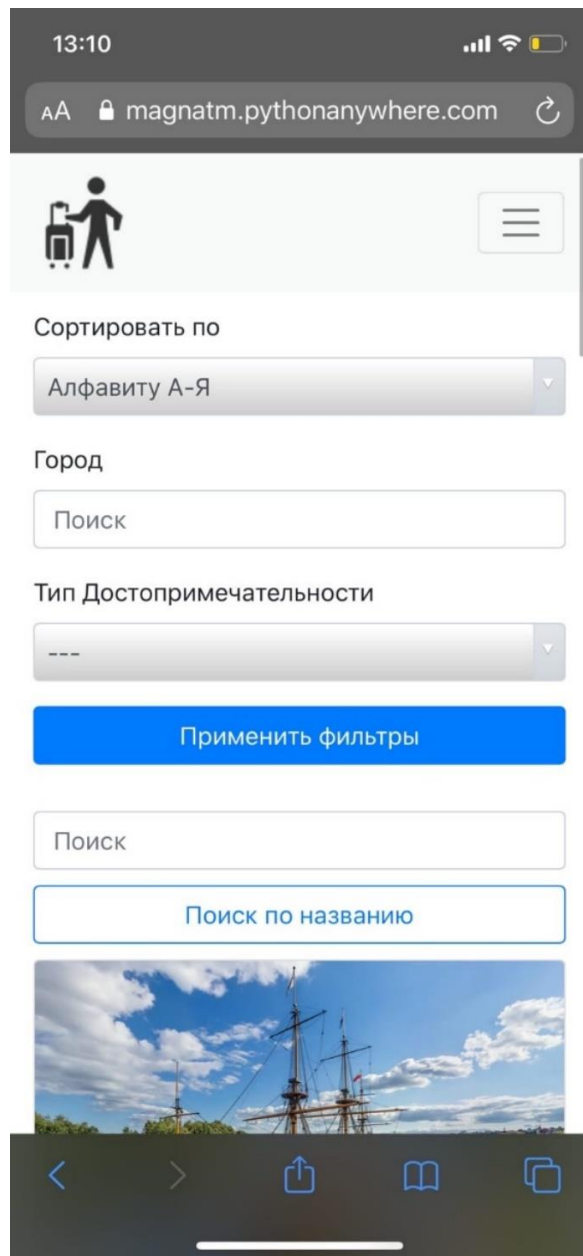 13:10
AA magnatm.pythonanywhere.com
Сортировать по
Алфавиту А-Я
Город
Поиск
Тип Достопримечательности
---
Применить фильтры
Поиск
Поиск по названию